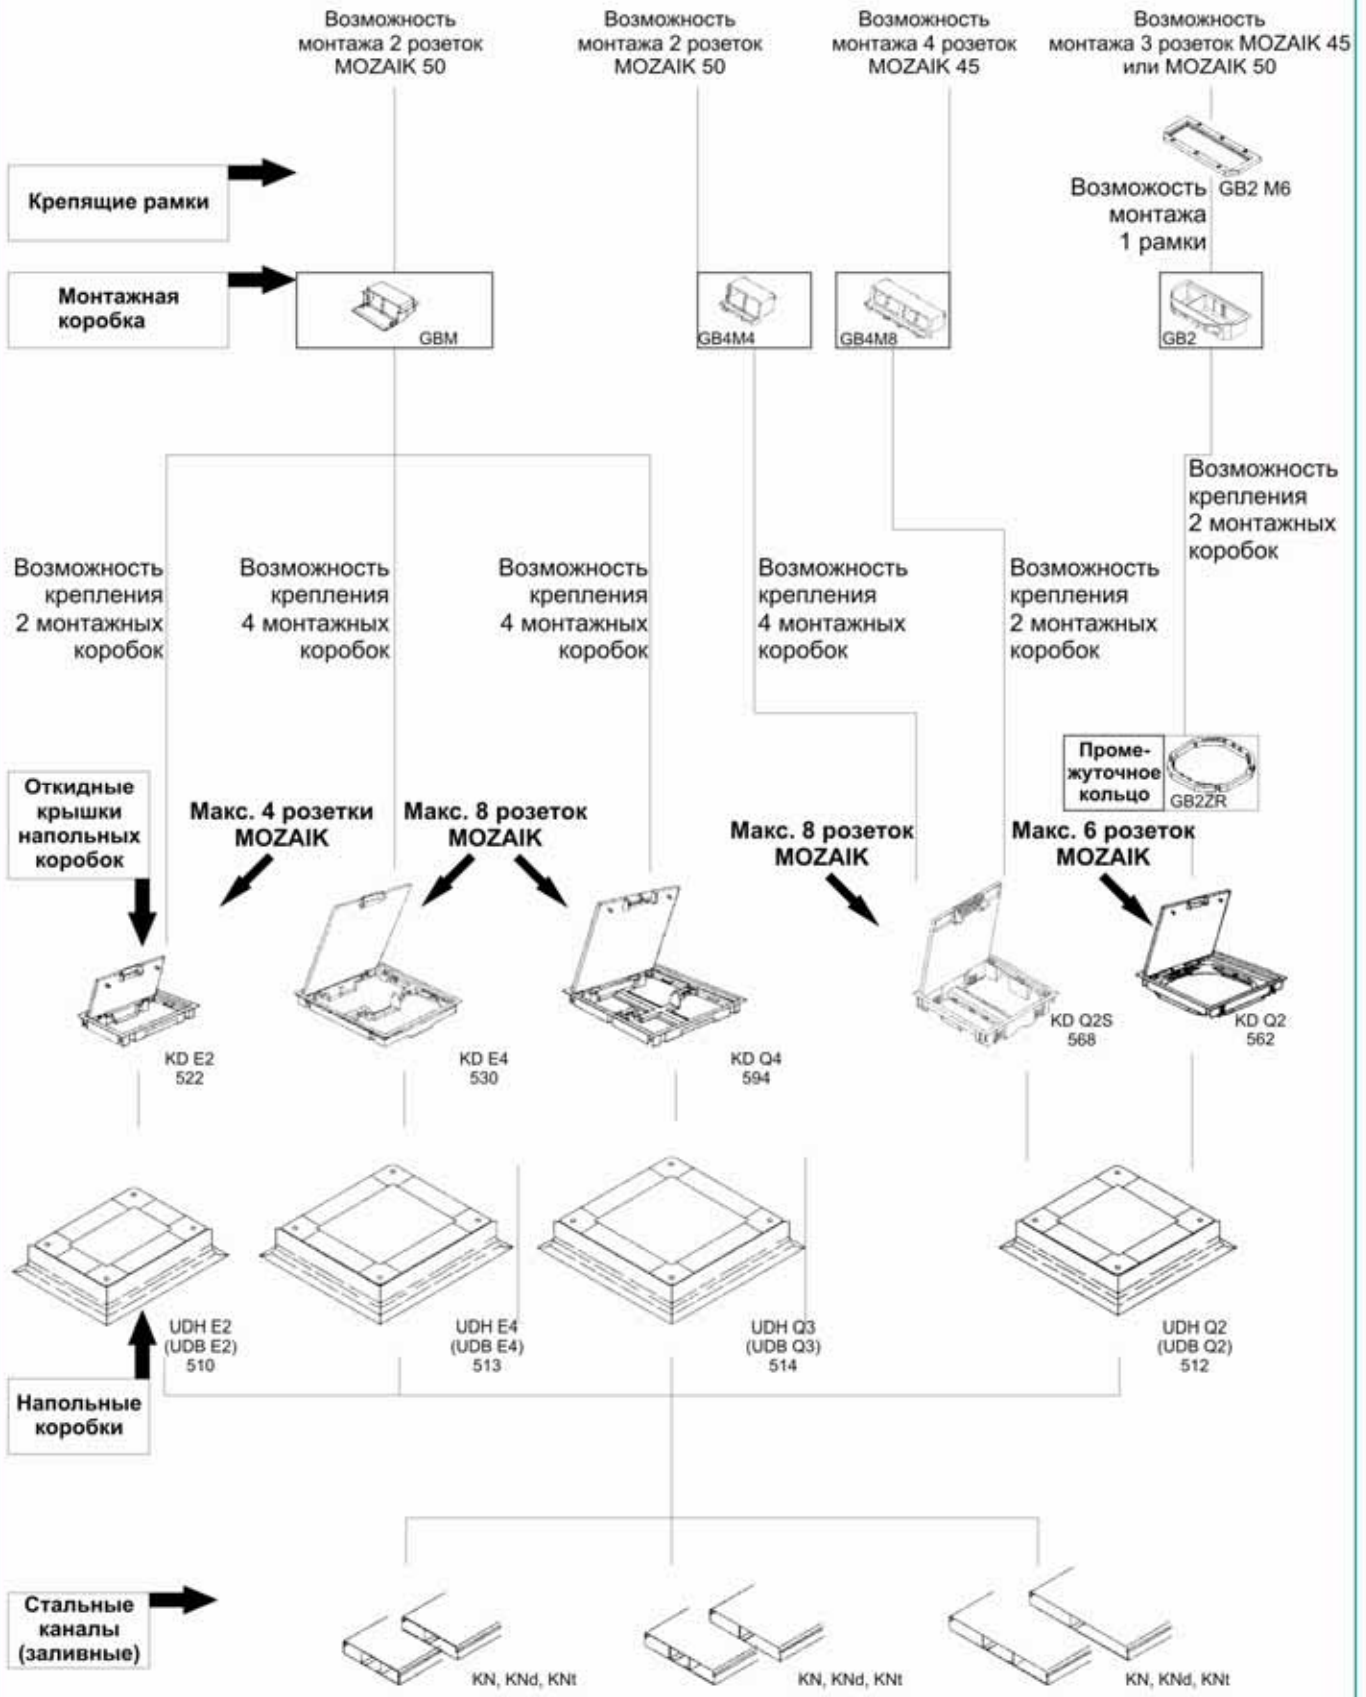 Возможность
монтажа 2 розеток
MOZAIK 50
Возможность
монтажа 2 розеток
MOZAIK 50
Возможность
монтажа 4 розеток
MOZAIK 45
Возможность
монтажа 3 розеток MOZAIK 45
или MOZAIK 50
Крепящие рамки
GB2 M6
Возможость
монтажа
1 рамки
Монтажная
коробка
GBM
GB4M4
GB4M8
GB2
Возможность
крепления
2 монтажных
коробок
Возможность
крепления
2 монтажных
коробок
Возможность
крепления
4 монтажных
коробок
Возможность
крепления
4 монтажных
коробок
Возможность
крепления
4 монтажных
коробок
Возможность
крепления
2 монтажных
коробок
Проме-
жуточное
кольцо
GB2ZR
Откидные
крышки
напольных
коробок
Макс. 4 розетки
MOZAIK
Макс. 8 розеток
MOZAIK
Макс. 8 розеток
MOZAIK
Макс. 6 розеток
MOZAIK
KD E2
522
KD E4
530
KD Q4
594
KD Q2S
568
KD Q2
562
UDH E2
(UDB E2)
510
UDH E4
(UDB E4)
513
UDH Q3
(UDB Q3)
514
UDH Q2
(UDB Q2)
512
Напольные
коробки
Стальные
каналы
(заливные)
KN, KNd, KNt
KN, KNd, KNt
KN, KNd, KNt